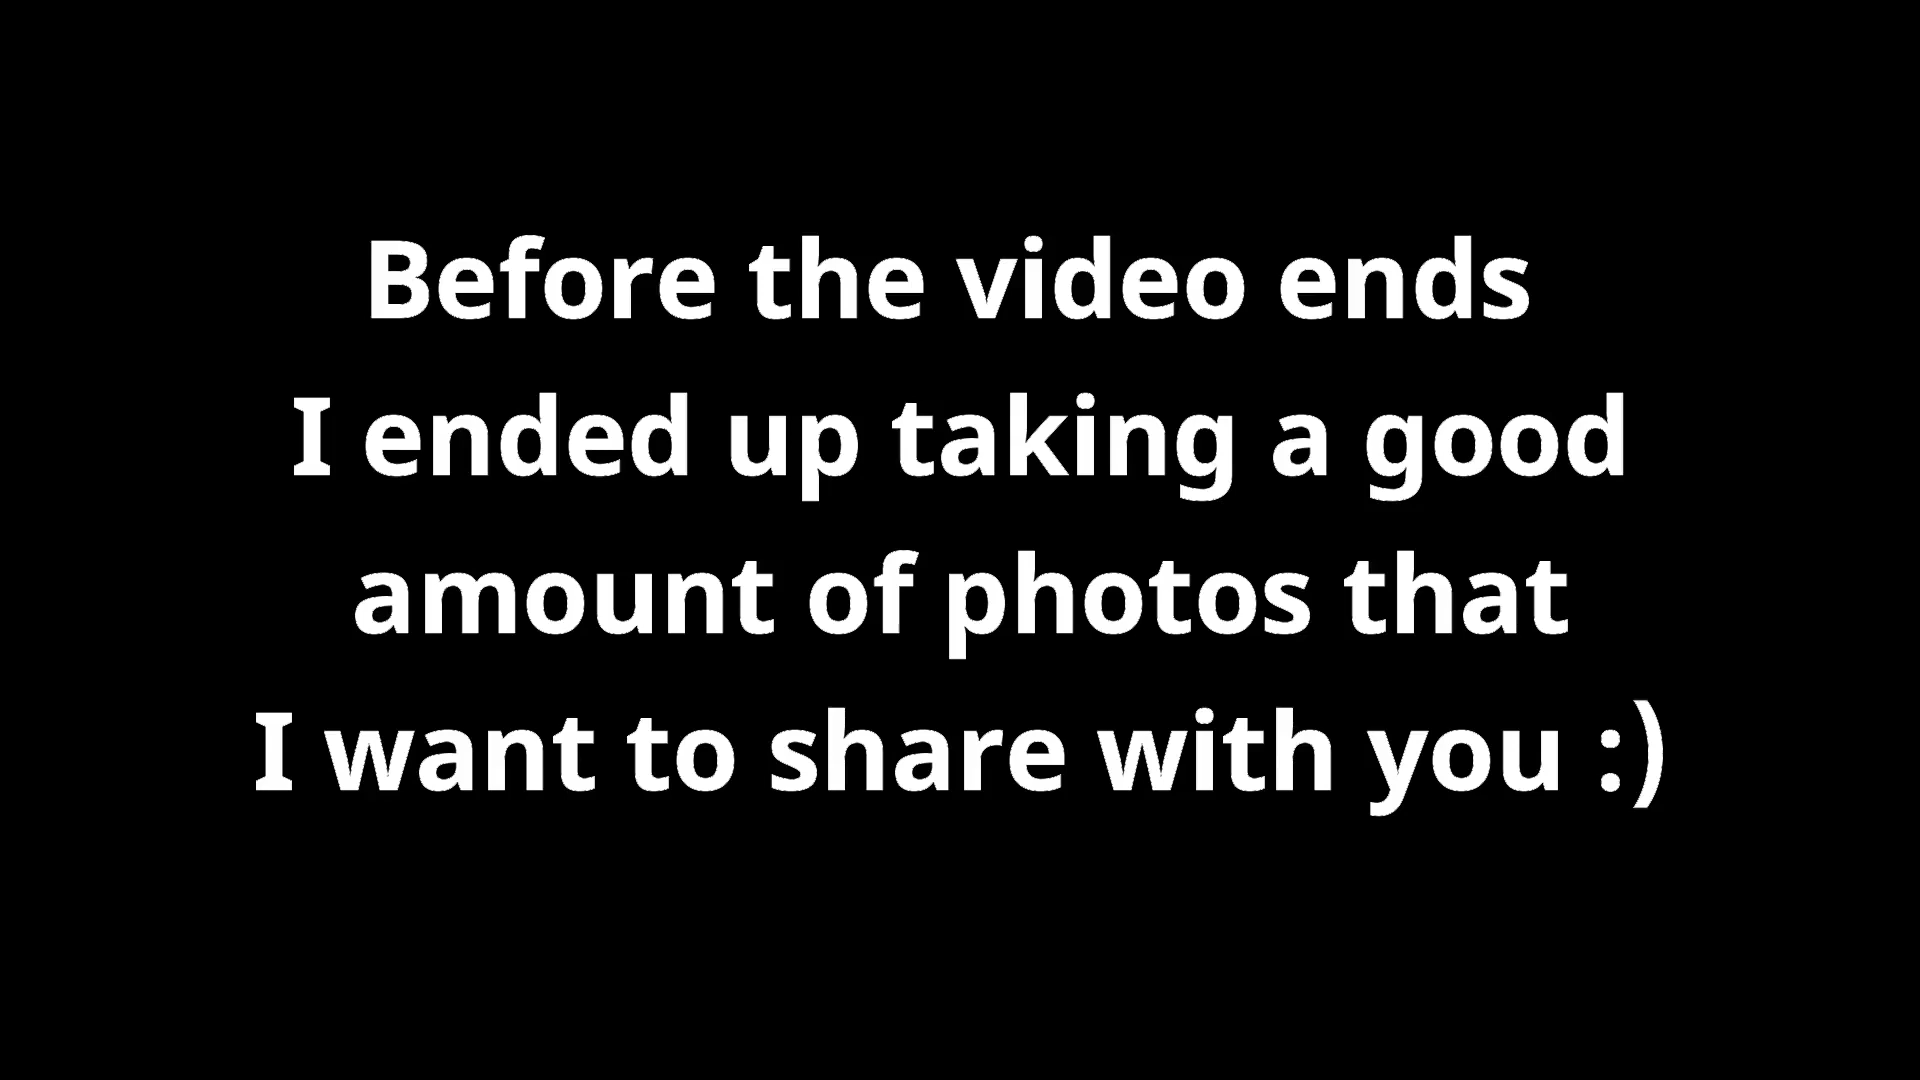 Before the video ends
I ended up taking a good
amount of photos that
I want to share with you :)